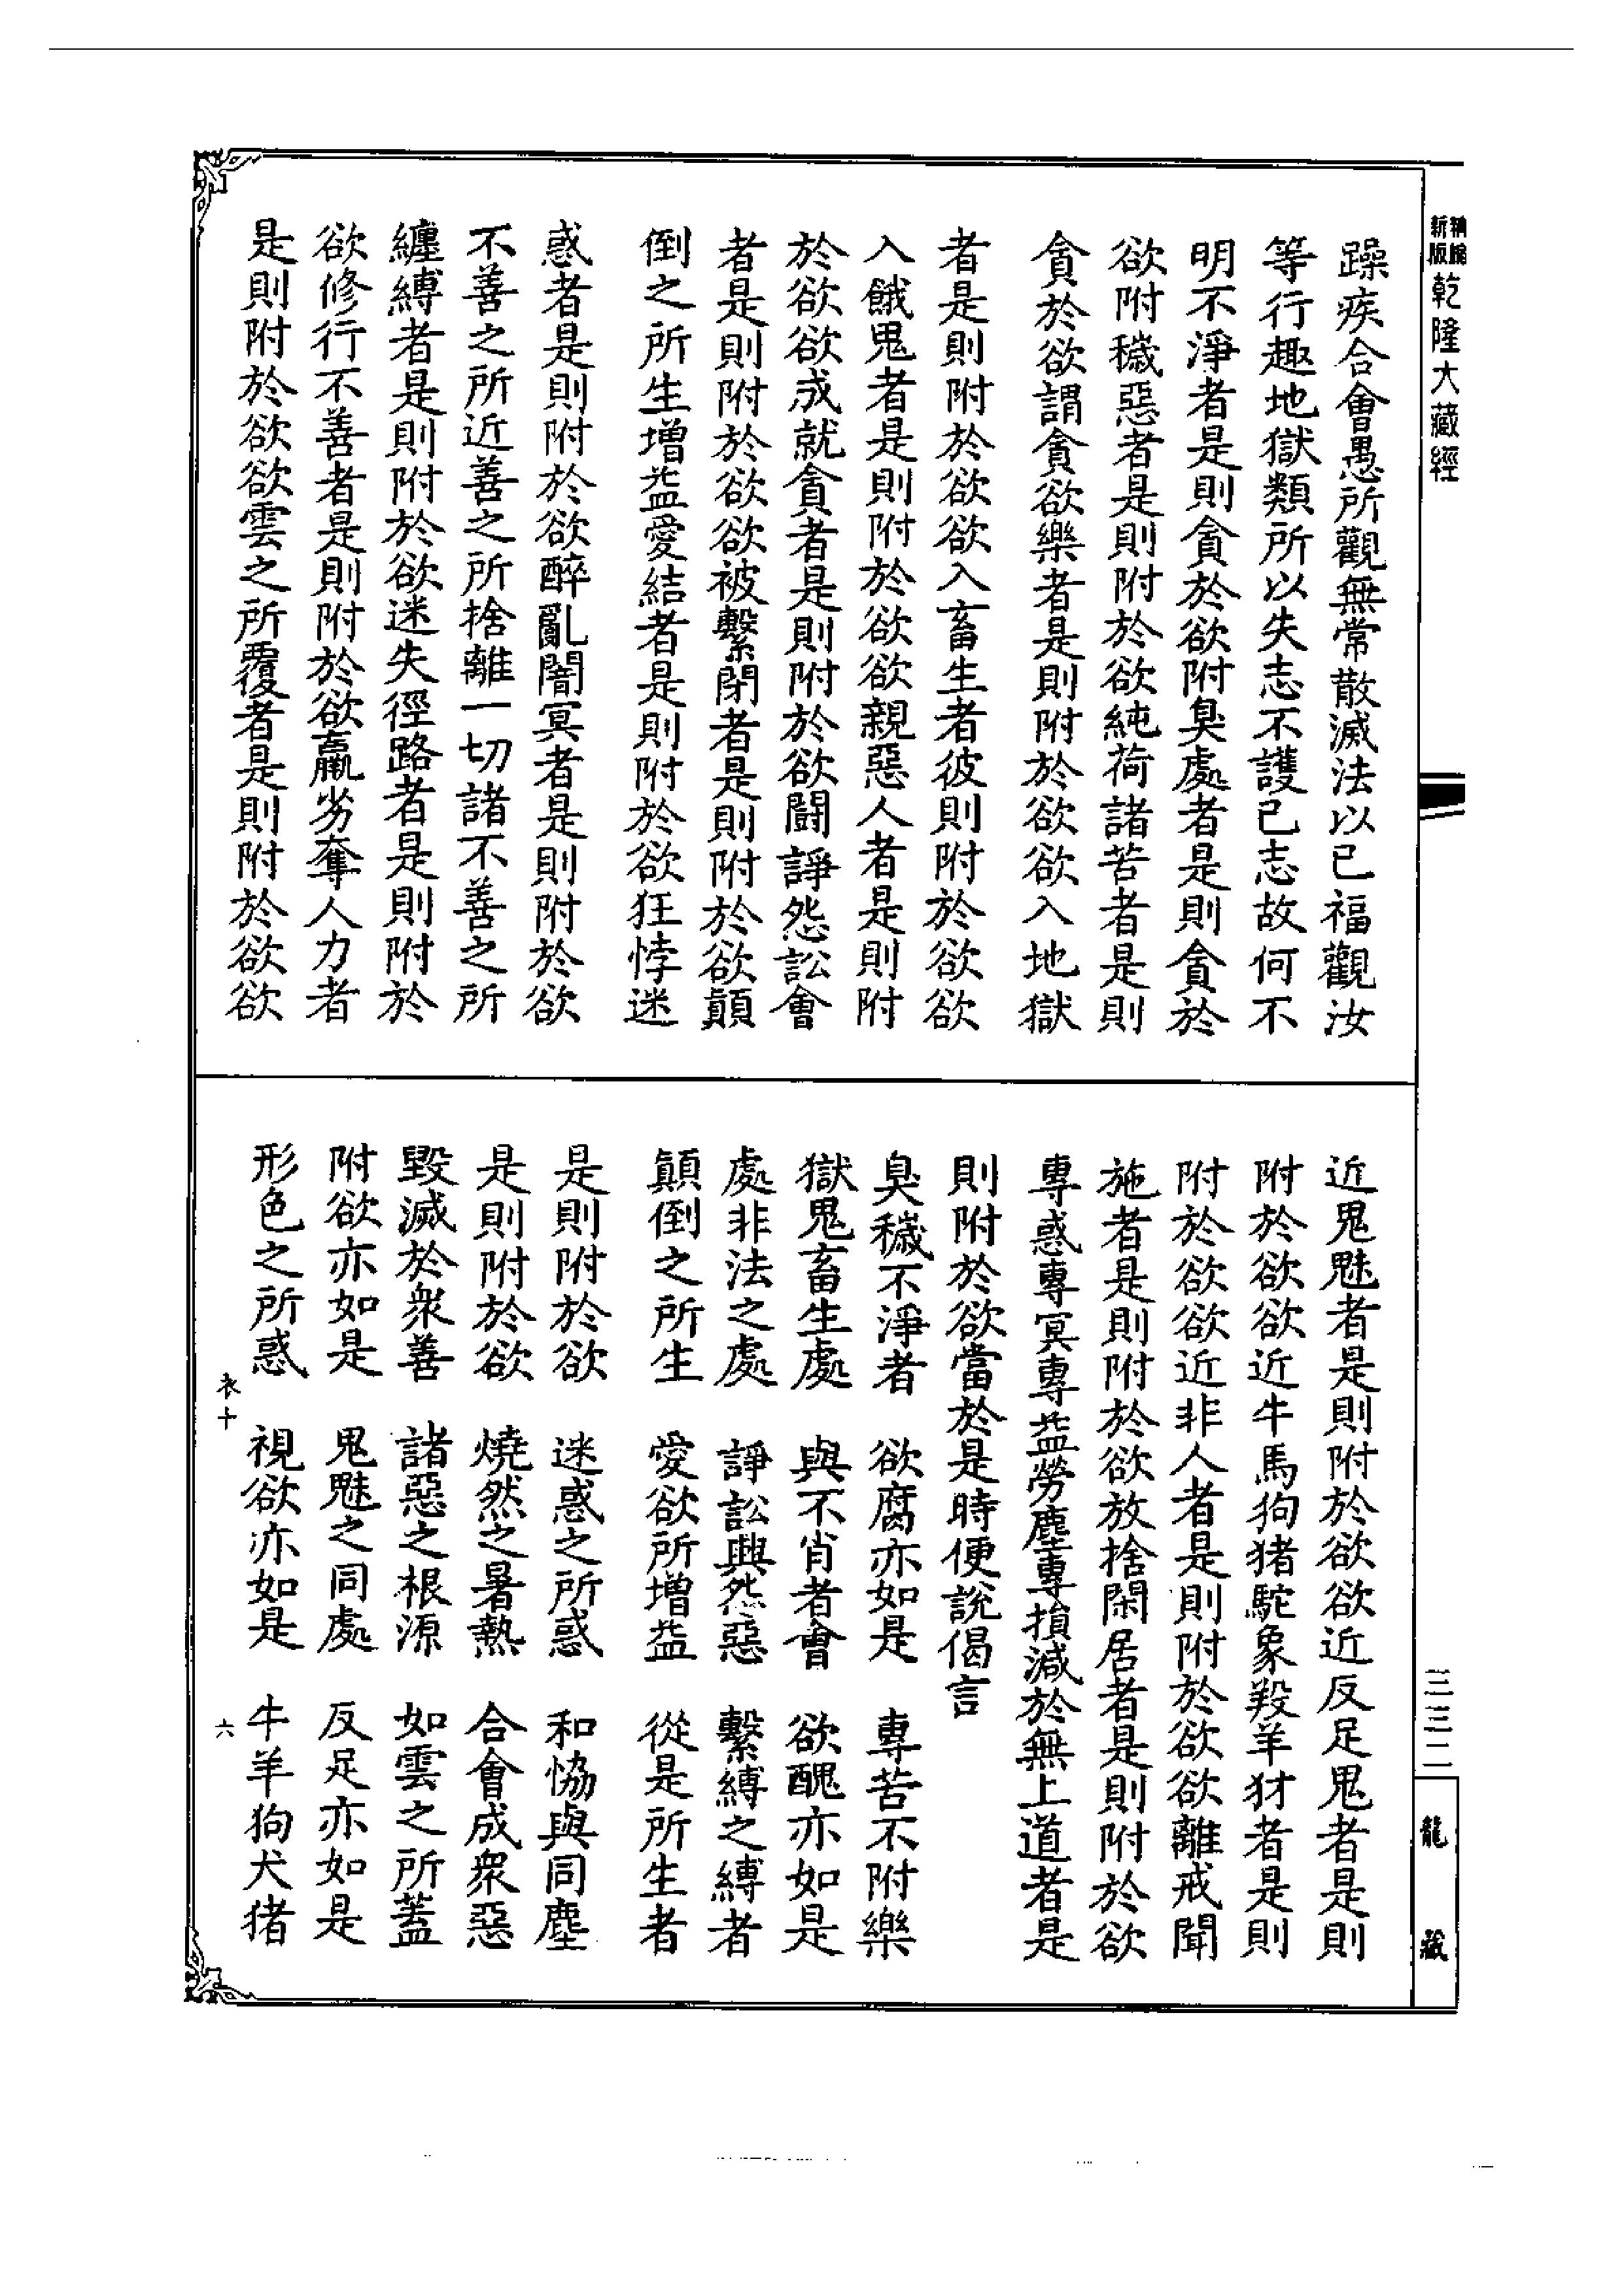 精編
新版
乾隆大藏經
躁疾合會愚所觀無常散滅法以已福觀汝
等行趣地獄類所以失志不護已志故何不
明不淨者是則貪於欲附臭處者是則貪於
欲附穢惡者是則附於欲純荷諸苦者是則
貪於欲謂貪欲樂者是則附於欲欲入地獄
者是則附於欲欲入畜生者彼則附於欲欲
入餓鬼者是則附於欲欲親惡人者是則附
於欲欲成就貪者是則附於欲鬪諍怨訟會
者是則附於欲欲被繫閉者是則附於欲顛
倒之所生增益愛結者是則附於欲狂悖迷
惑者是則附於欲醉亂闇冥者是則附於欲
不善之所近善之所捨離一切諸不善之所
纏縛者是則附於欲迷失徑路者是則附於
欲修行不善者是則附於欲羸劣奪人力者
是則附於欲欲雲之所覆者是則附於欲欲
近鬼魅者是則附於欲欲近反足鬼者是則
附於欲欲近牛馬狗猪駝象羖羊犲者是則
附於欲欲近非人者是則附於欲欲離戒聞
施者是則附於欲放捨閑居者是則附於欲
專惑專冥專益勞塵專損減於無上道者是
則附於欲當於是時便說偈言
臭穢不淨者　欲腐亦如是　專苦不附樂
獄鬼畜生處　與不肖者會　欲醜亦如是
處非法之處　諍訟興怨惡　繫縛之縛者
顛倒之所生　愛欲所增益　從是所生者
是則附於欲　迷惑之所惑　和恊與同塵
是則附於欲　燒然之暑熱　合會成衆惡
毀滅於衆善　諸惡之根源　如雲之所蓋
附欲亦如是　鬼魅之同處　反足亦如是
形色之所惑　視欲亦如是　牛羊狗犬猪
衣十
六
三三二
龍藏